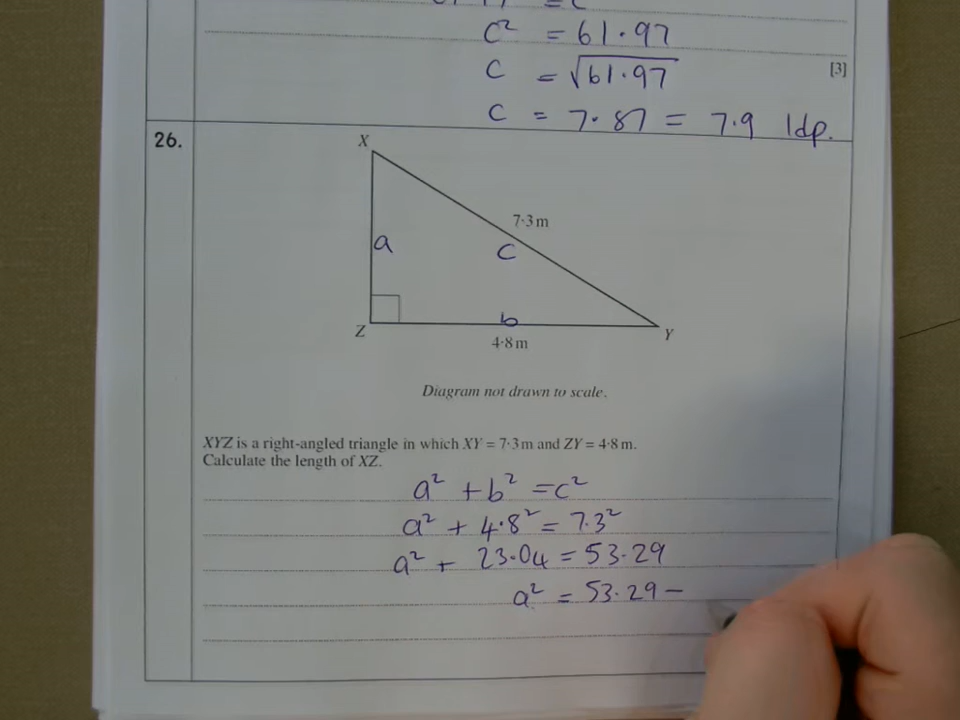 c² = 61.97
c = √61.97
[3]
c = 7.87 = 7.9 1dp.
26.
X
7·3 m
a
c
b
Z
Y
4·8 m
Diagram not drawn to scale.
XYZ is a right-angled triangle in which XY = 7·3 m and ZY = 4·8 m.
Calculate the length of XZ.
a² + b² = c²
a² + 4.8² = 7.3²
a² + 23.04 = 53.29
a² = 53.29 −